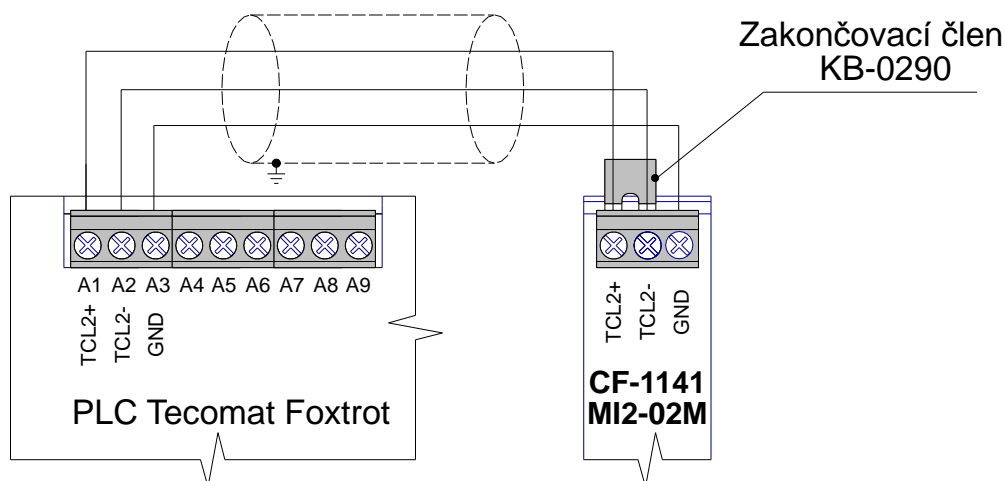 Zakončovací člen
KB-0290
A1 A2 A3 A4 A5 A6 A7 A8 A9
TCL2+
TCL2-
GND
PLC Tecomat Foxtrot
TCL2+
TCL2-
GND
CF-1141
MI2-02M